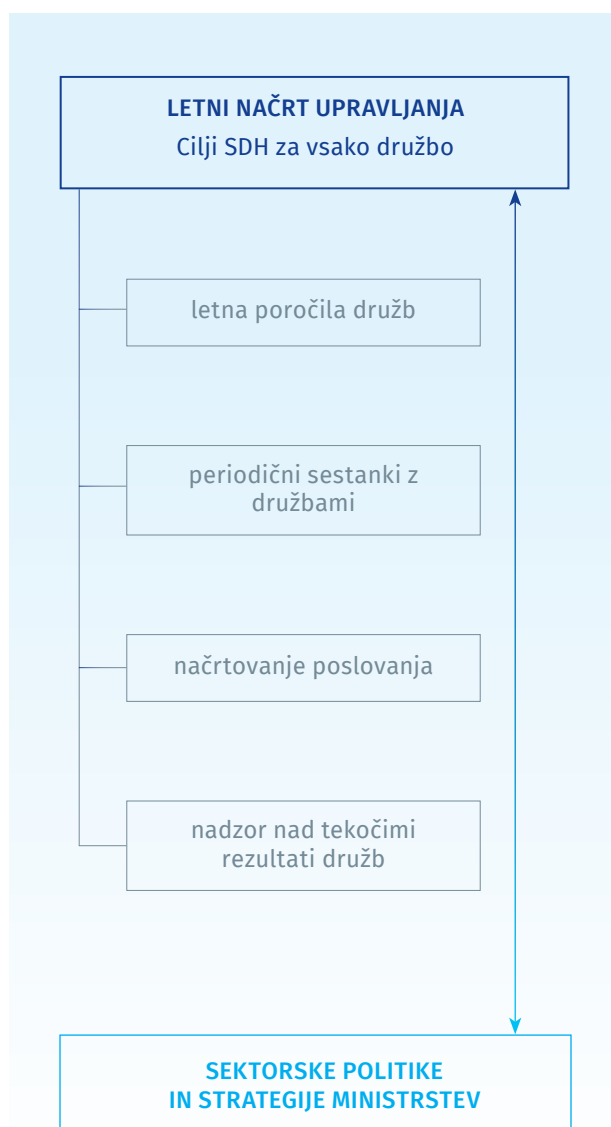 LETNI NAČRT UPRAVLJANJA
Cilji SDH za vsako družbo
letna poročila družb
periodični sestanki z
družbami
načrtovanje poslovanja
nadzor nad tekočimi
rezultati družb
SEKTORSKE POLITIKE
IN STRATEGIJE MINISTRSTEV